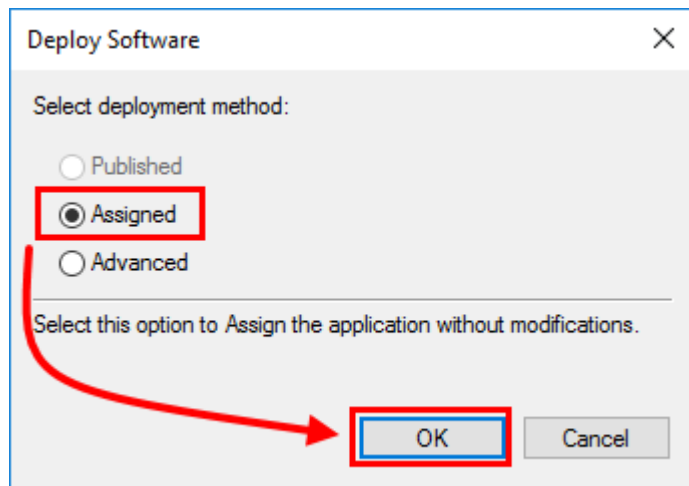 Deploy Software
Select deployment method:
Published
Assigned
Advanced
Select this option to Assign the application without modifications.
OK
Cancel